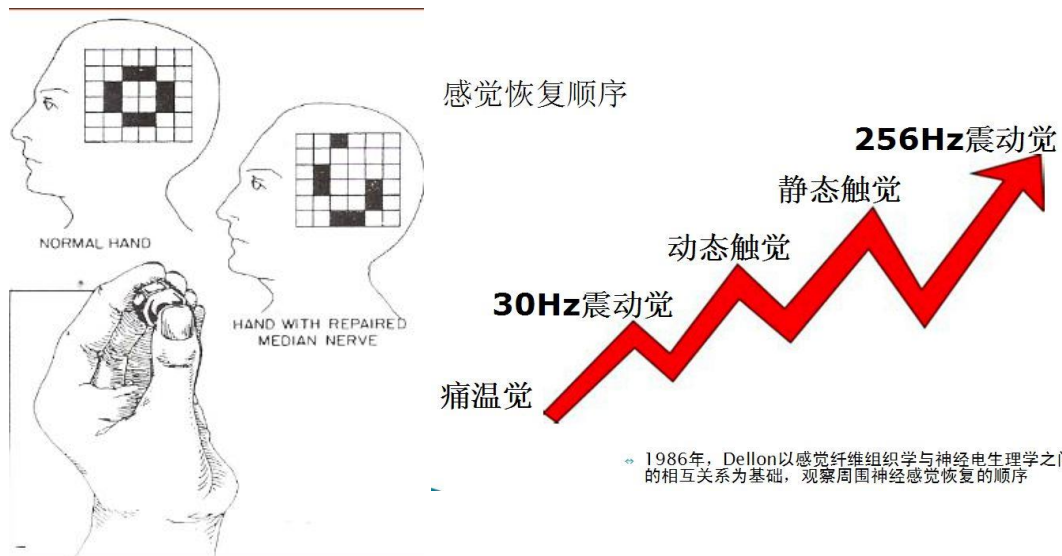 NORMAL HAND
HAND WITH REPAIRED
MEDIAN NERVE
感觉恢复顺序
256Hz震动觉
静态触觉
动态触觉
30Hz震动觉
痛温觉
1986年，Dellon以感觉纤维组织学与神经电生理学之
的相互关系为基础，观察周围神经感觉恢复的顺序